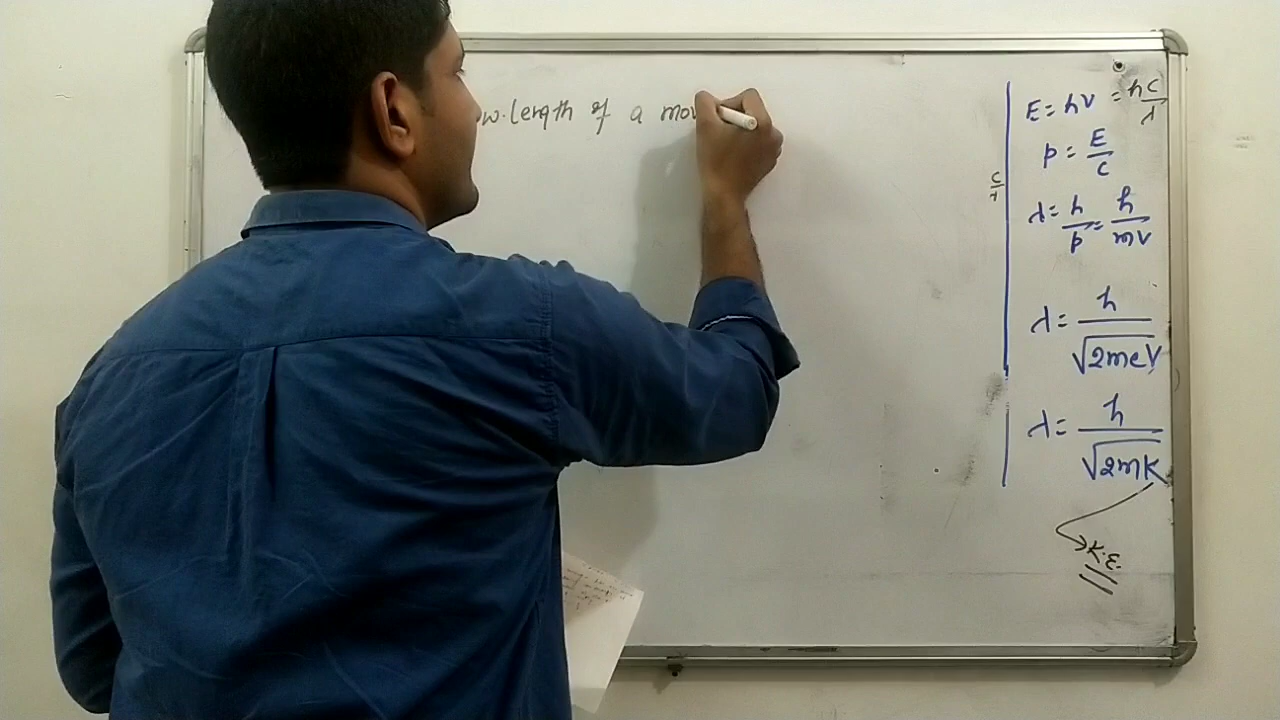 w.length of a mov
E = hν = hc/λ
p = E/c
c/λ
λ = h/p = h/mv
λ = h/√2meV
λ = h/√2mK
K.E.